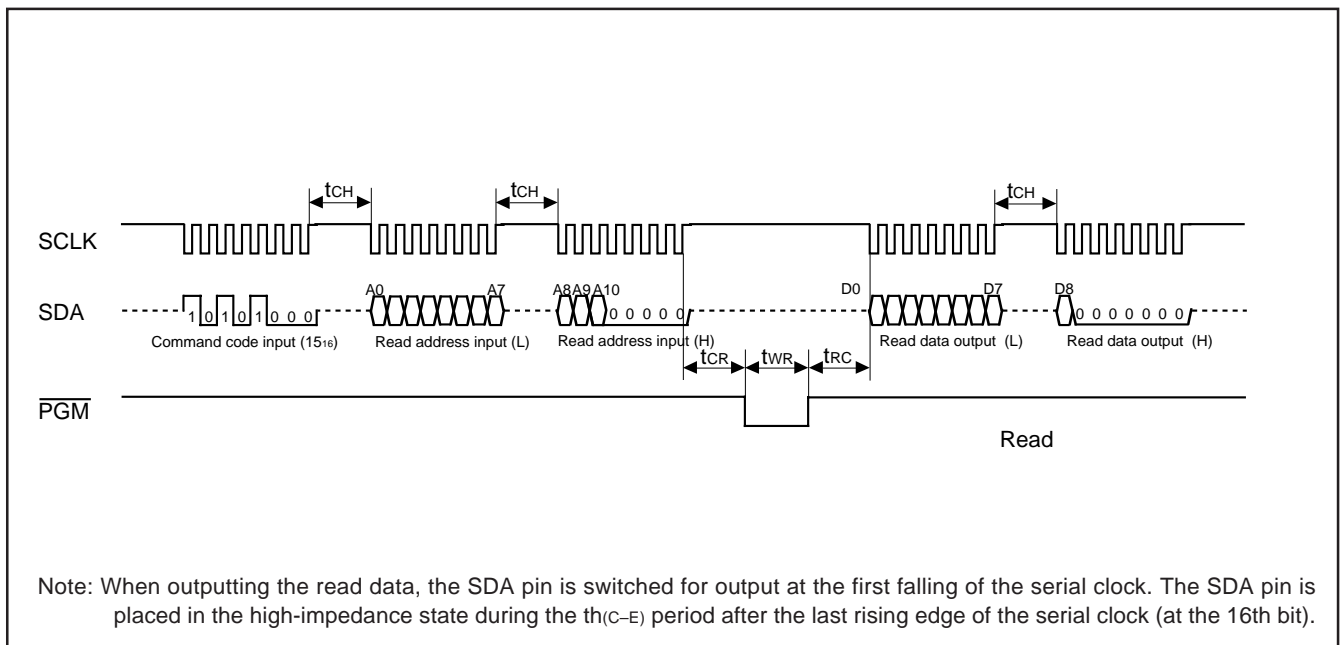 tCH tCH tCH
SCLK
A0 A7 A8 A9 A10 D0 D7 D8
SDA
1 0 1 0 1 0 0 0 0 0 0 0 0 0 0 0 0 0 0 0
Command code input (15₁₆) Read address input (L) Read address input (H) Read data output (L) Read data output (H)
tCR tWR tRC
PGM
Read
Note: When outputting the read data, the SDA pin is switched for output at the first falling of the serial clock. The SDA pin is
placed in the high-impedance state during the th(C–E) period after the last rising edge of the serial clock (at the 16th bit).